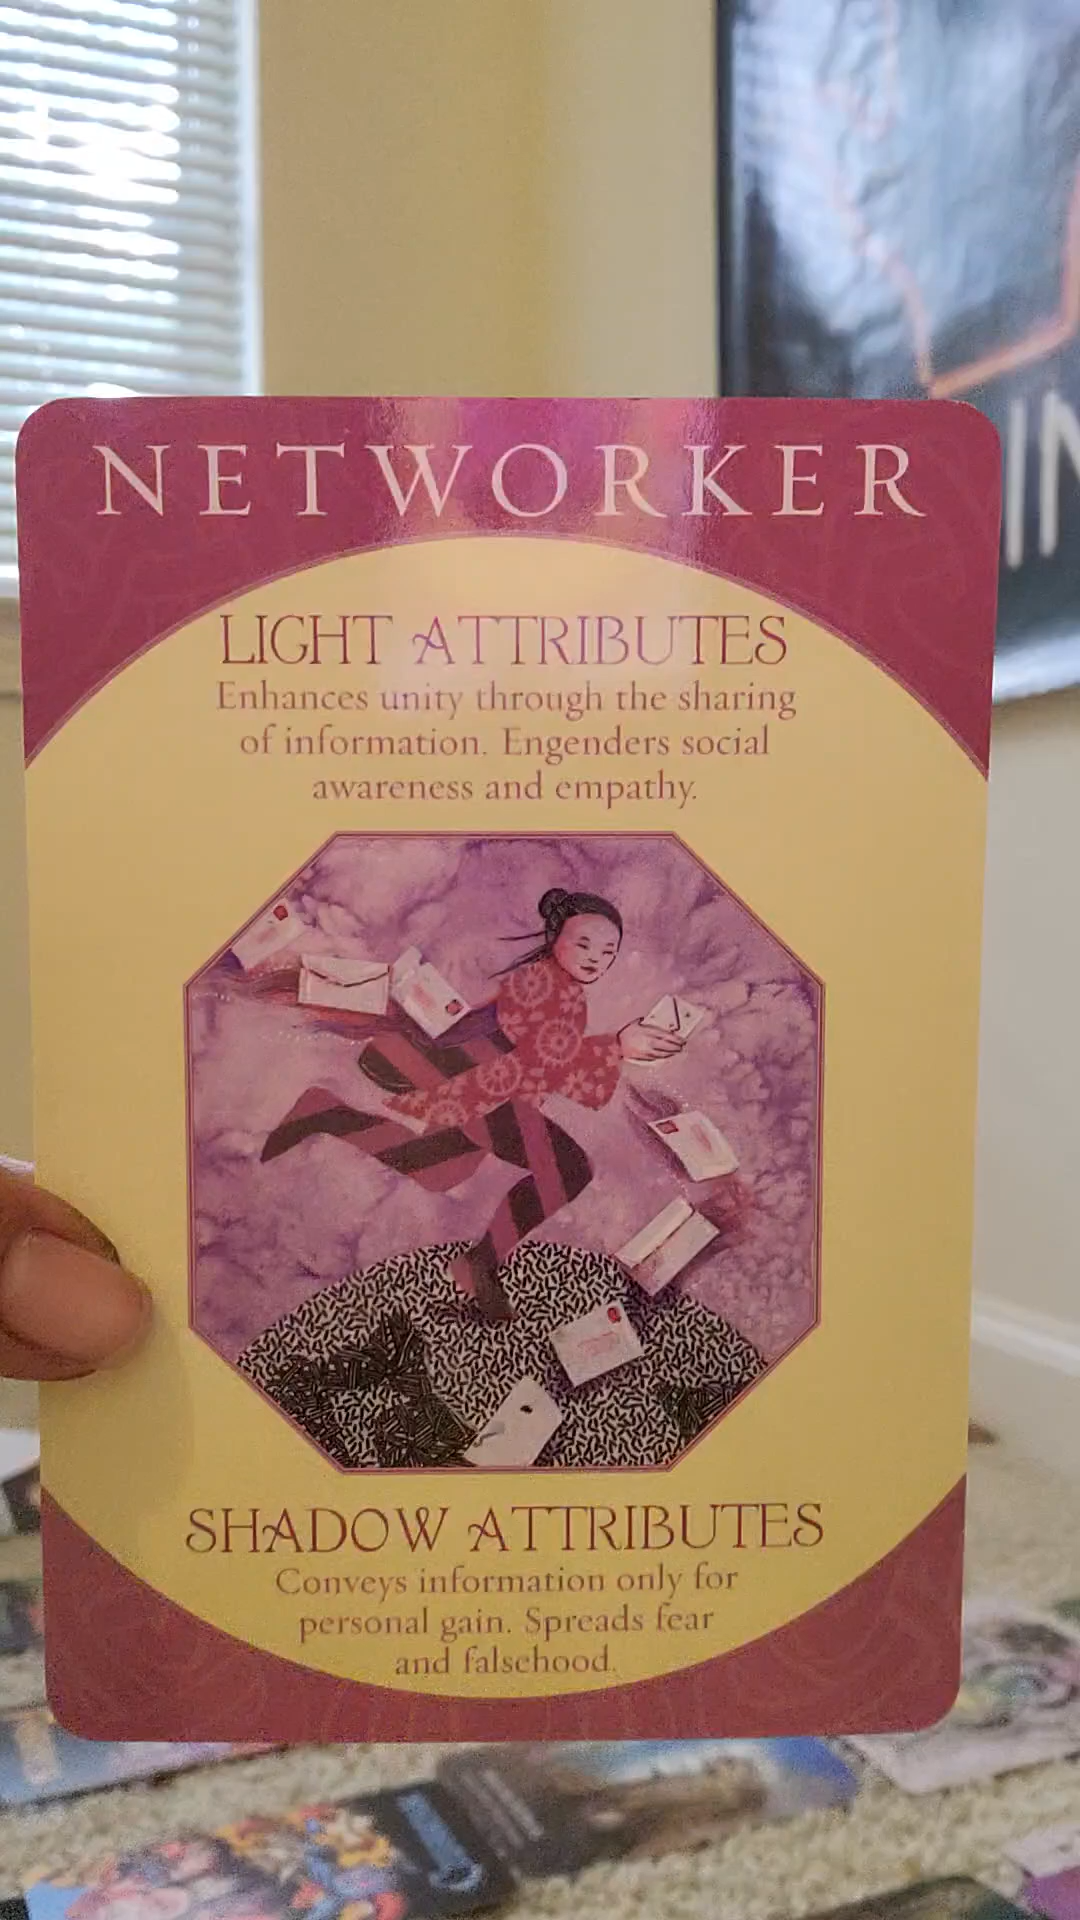 NETWORKER
IN
LIGHT ATTRIBUTES
Enhances unity through the sharing
of information. Engenders social
awareness and empathy.
SHADOW ATTRIBUTES
Conveys information only for
personal gain. Spreads fear
and falsehood.